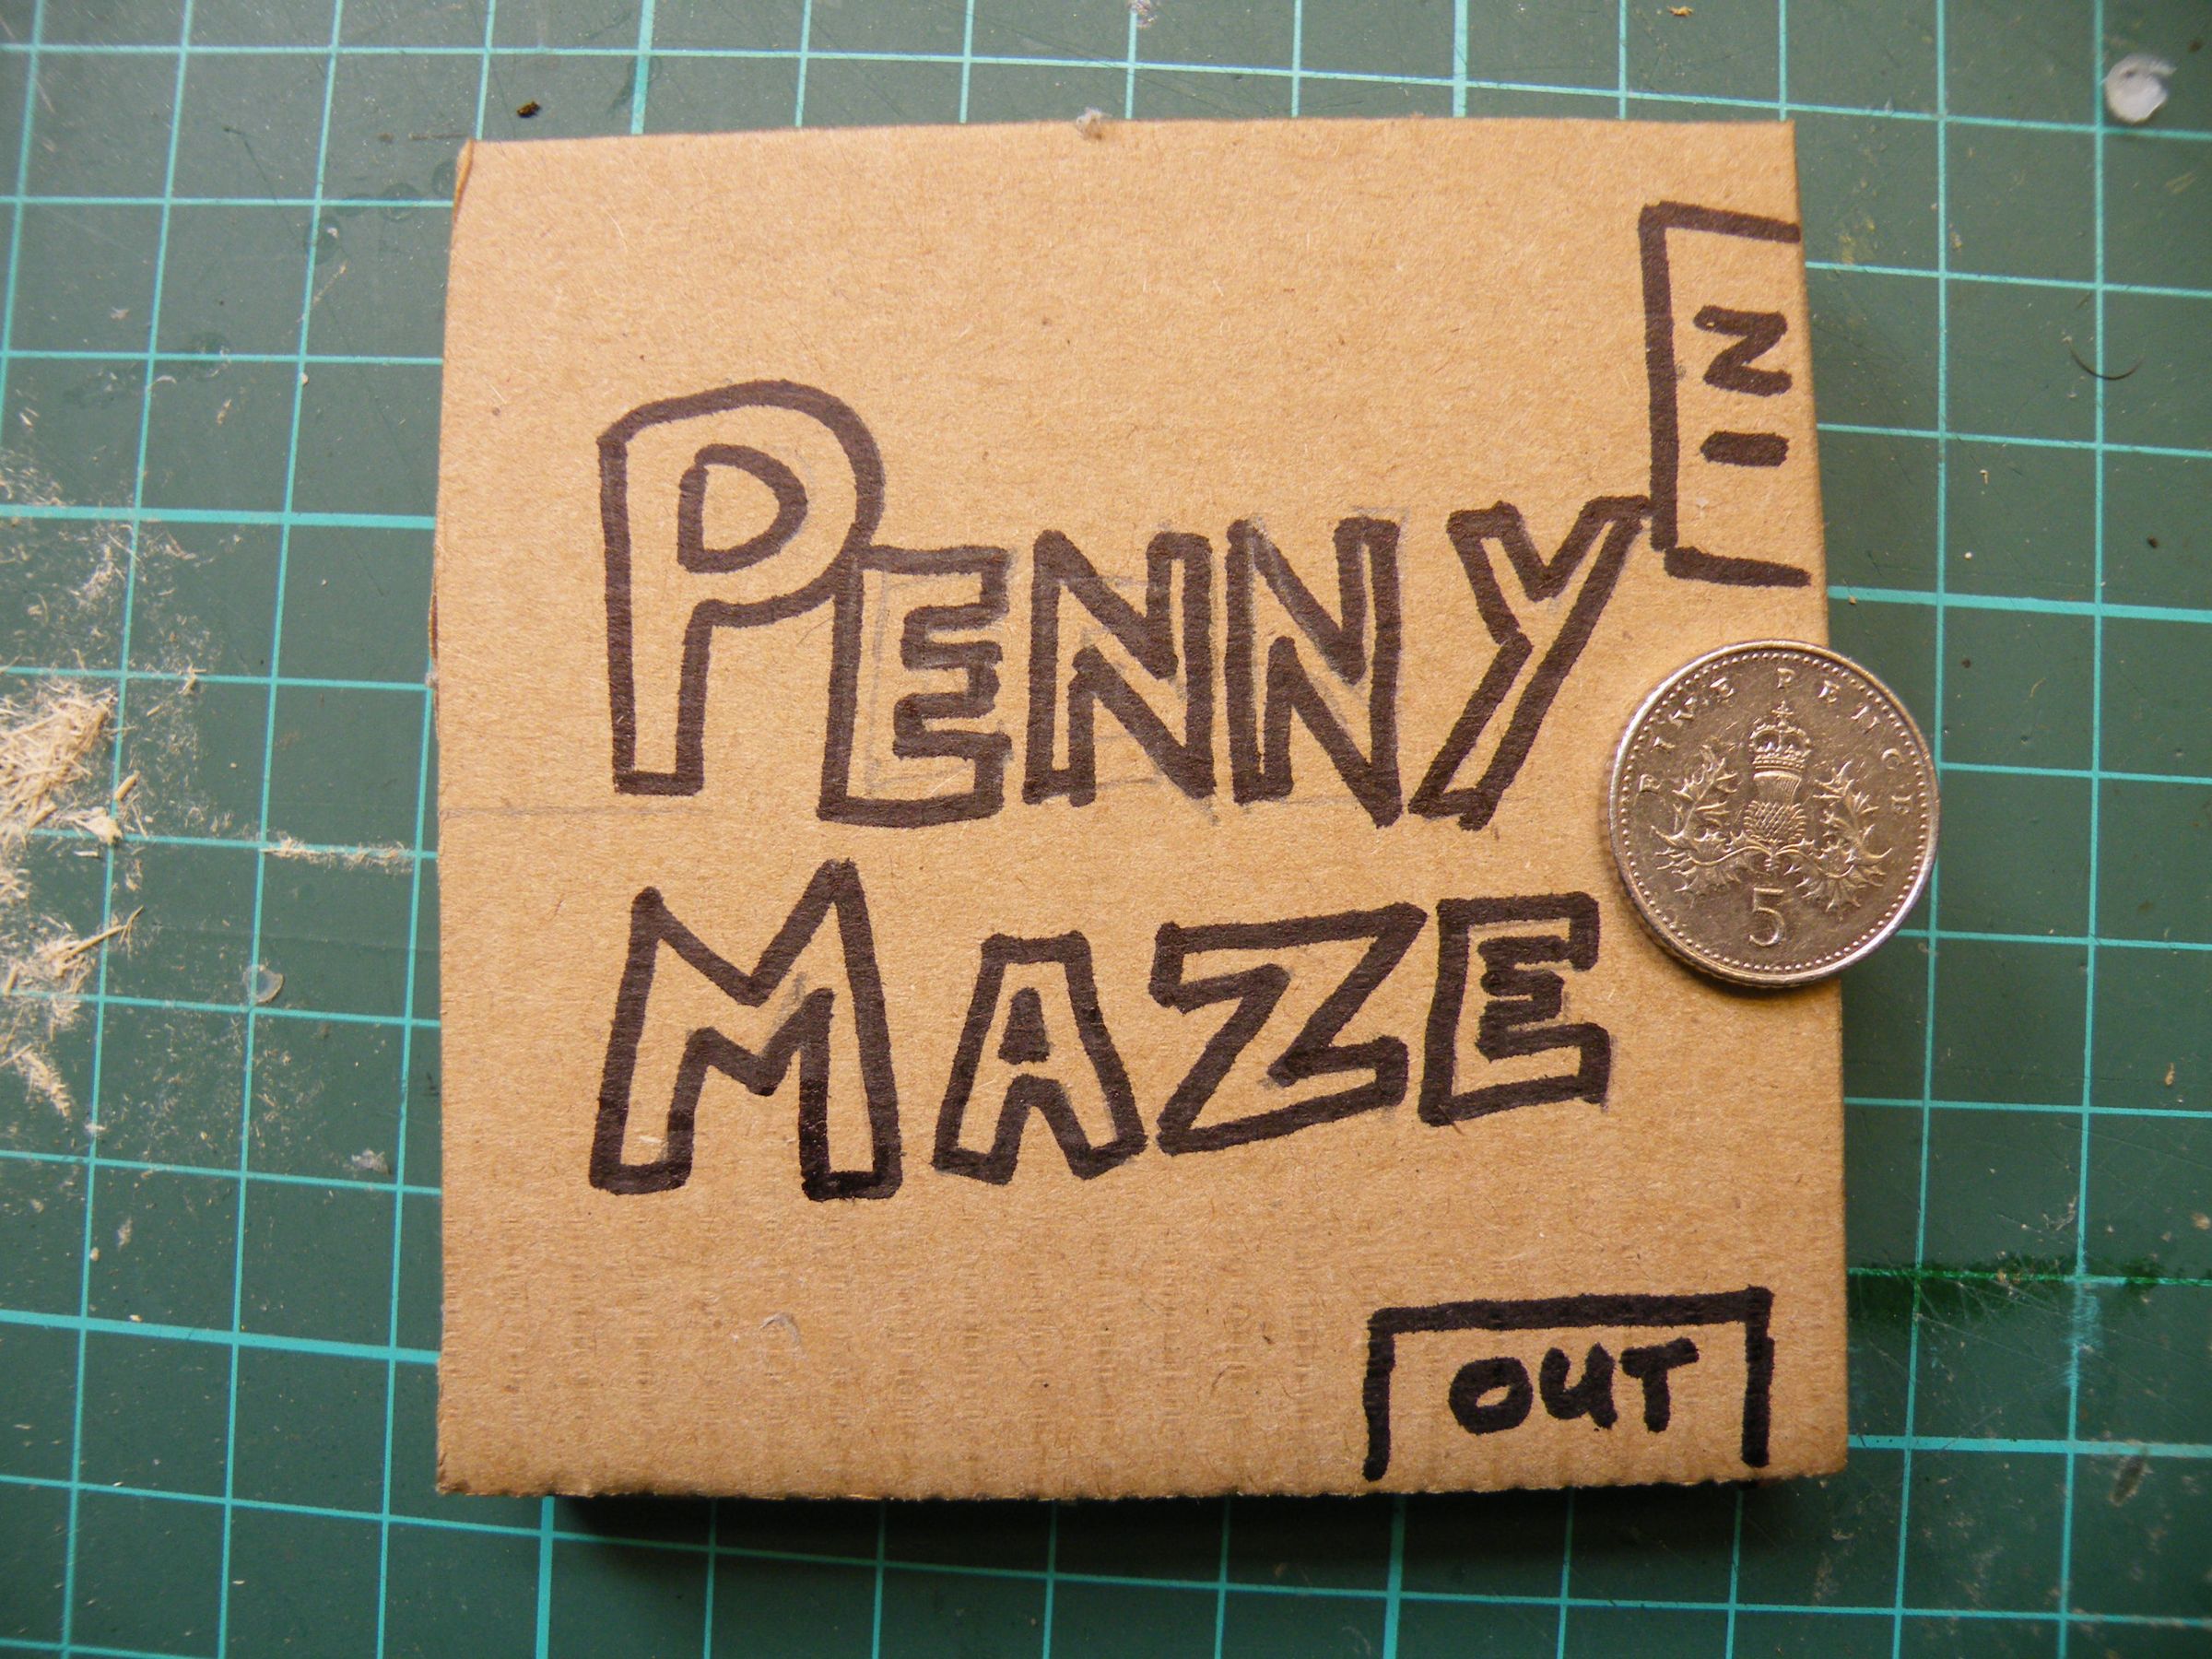 IN
PENNY
MAZE
FIVE PENCE
5
OUT